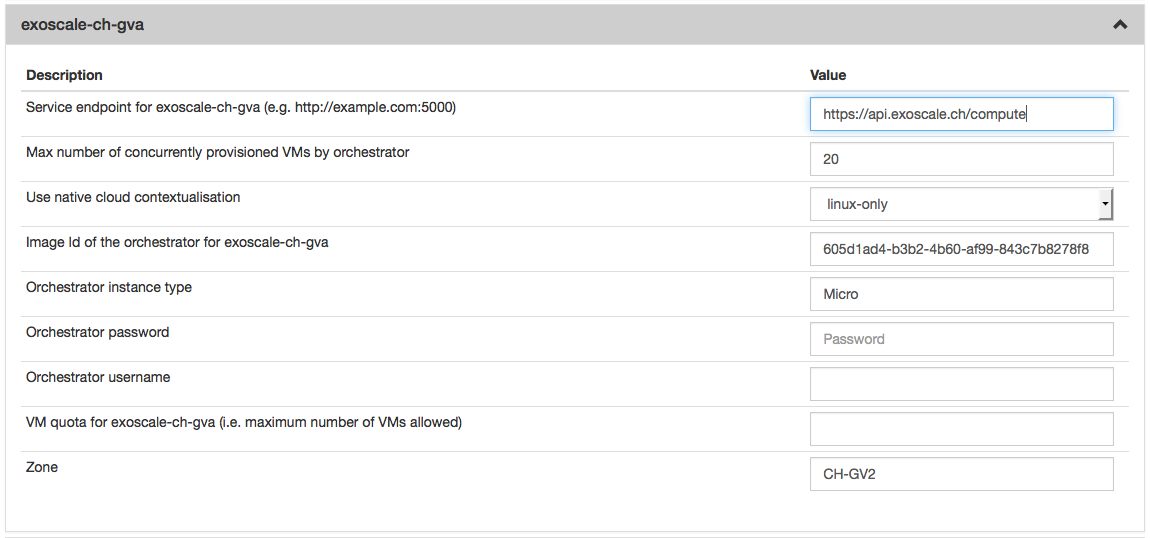 exoscale-ch-gva
Description Value
Service endpoint for exoscale-ch-gva (e.g. http://example.com:5000) https://api.exoscale.ch/compute
Max number of concurrently provisioned VMs by orchestrator 20
Use native cloud contextualisation linux-only
Image Id of the orchestrator for exoscale-ch-gva 605d1ad4-b3b2-4b60-af99-843c7b8278f8
Orchestrator instance type Micro
Orchestrator password Password
Orchestrator username
VM quota for exoscale-ch-gva (i.e. maximum number of VMs allowed)
Zone CH-GV2